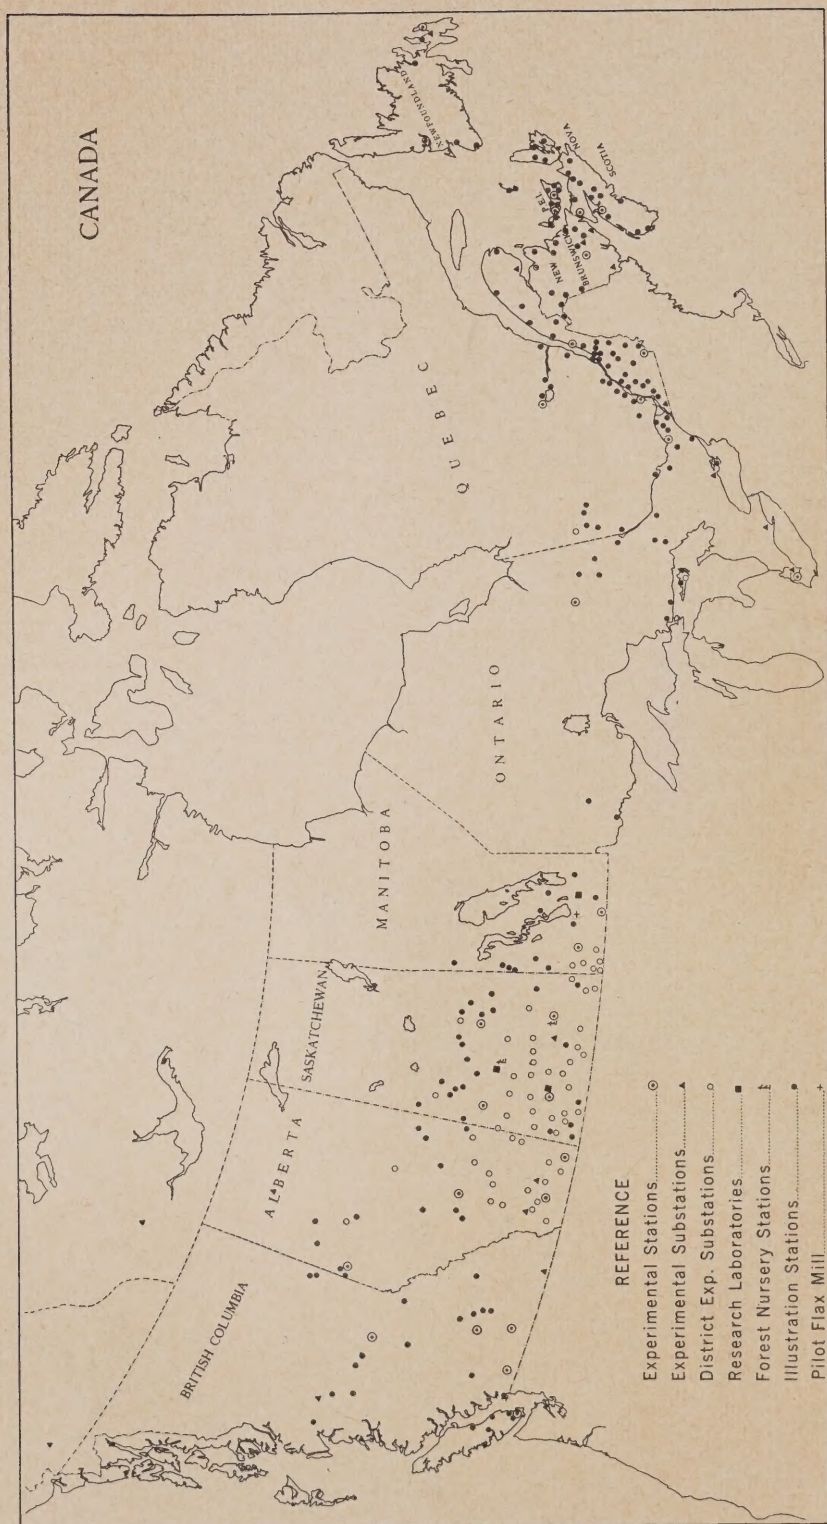 CANADA
BRITISH COLUMBIA
ALBERTA
SASKATCHEWAN
MANITOBA
ONTARIO
QUEBEC
NEWFOUNDLAND
NEW
BRUNSWICK
P.E.I.
NOVA
SCOTIA
REFERENCE
Experimental Stations
Experimental Substations
District Exp. Substations
Research Laboratories
Forest Nursery Stations
Illustration Stations
Pilot Flax Mill